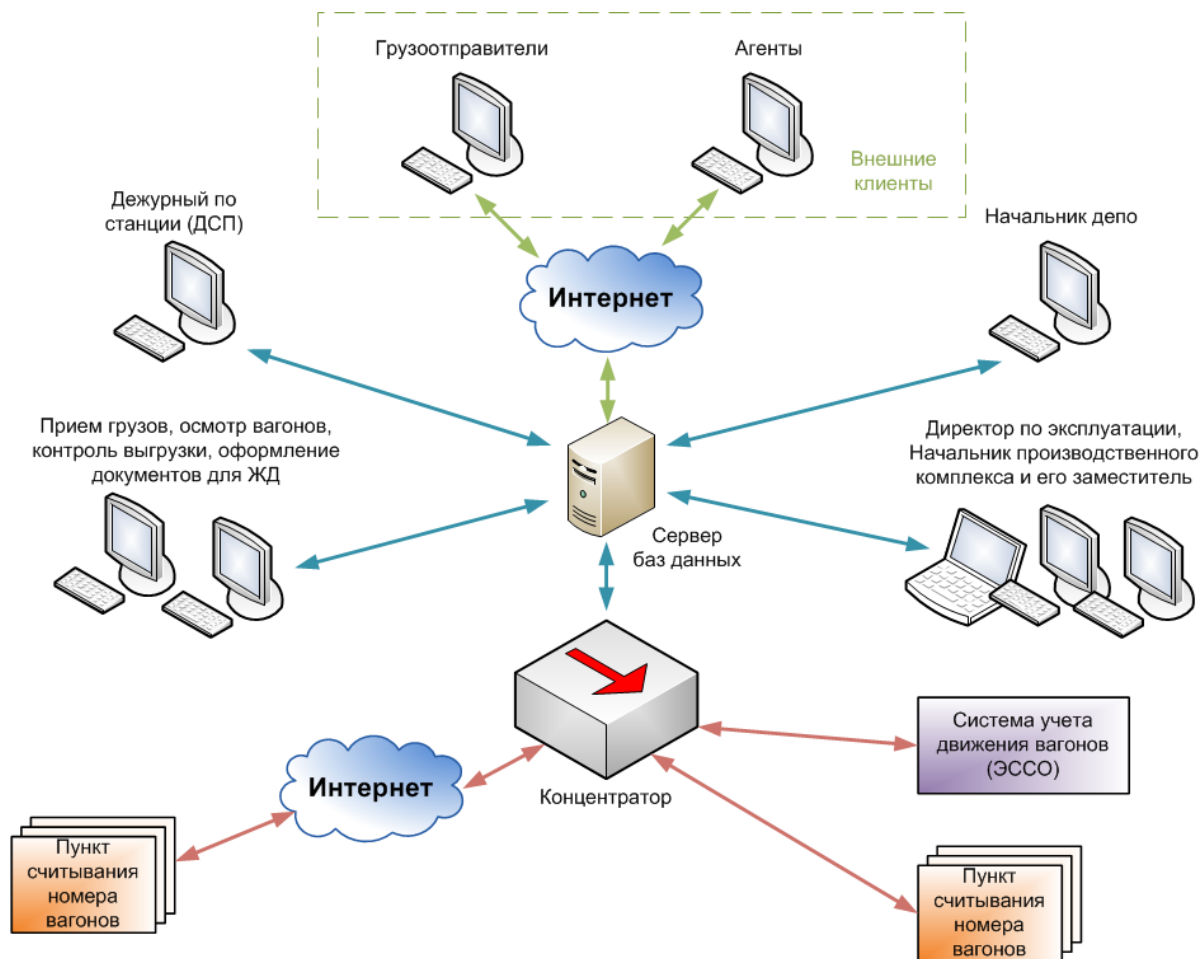 Грузоотправители
Агенты
Внешние
клиенты
Дежурный по
станции (ДСП)
Начальник депо
Интернет
Прием грузов, осмотр вагонов,
контроль выгрузки, оформление
документов для ЖД
Директор по эксплуатации,
Начальник производственного
комплекса и его заместитель
Сервер
баз данных
Система учета
движения вагонов
(ЭССО)
Интернет
Концентратор
Пункт
считывания
номера
вагонов
Пункт
считывания
номера
вагонов